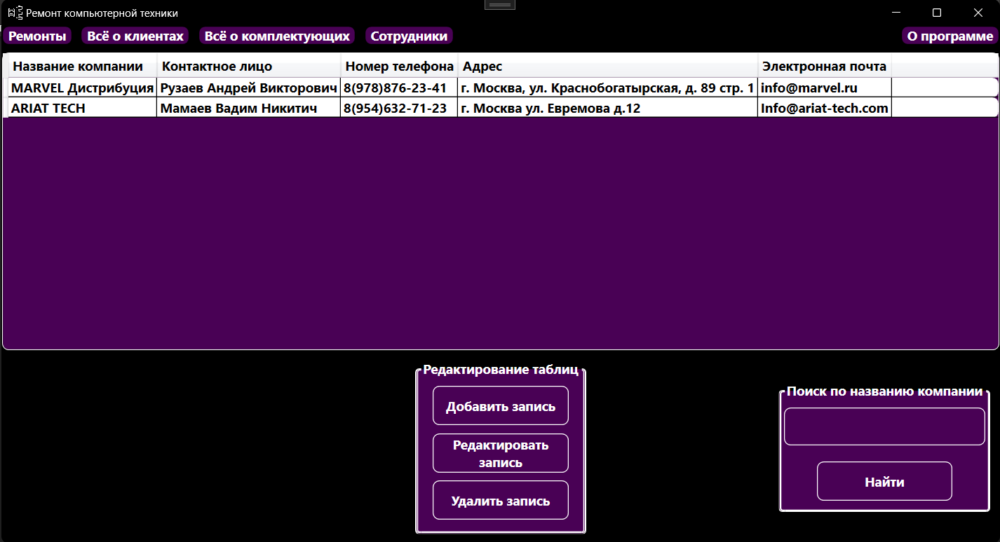 Ремонт компьютерной техники
Ремонты Всё о клиентах Всё о комплектующих Сотрудники О программе
Название компании Контактное лицо Номер телефона Адрес Электронная почта
MARVEL Дистрибуция Рузаев Андрей Викторович 8(978)876-23-41 г. Москва, ул. Краснобогатырская, д. 89 стр. 1 info@marvel.ru
ARIAT TECH Мамаев Вадим Никитич 8(954)632-71-23 г. Москва ул. Евремова д.12 Info@ariat-tech.com
Редактирование таблиц
Добавить запись
Редактировать
запись
Удалить запись
Поиск по названию компании
Найти